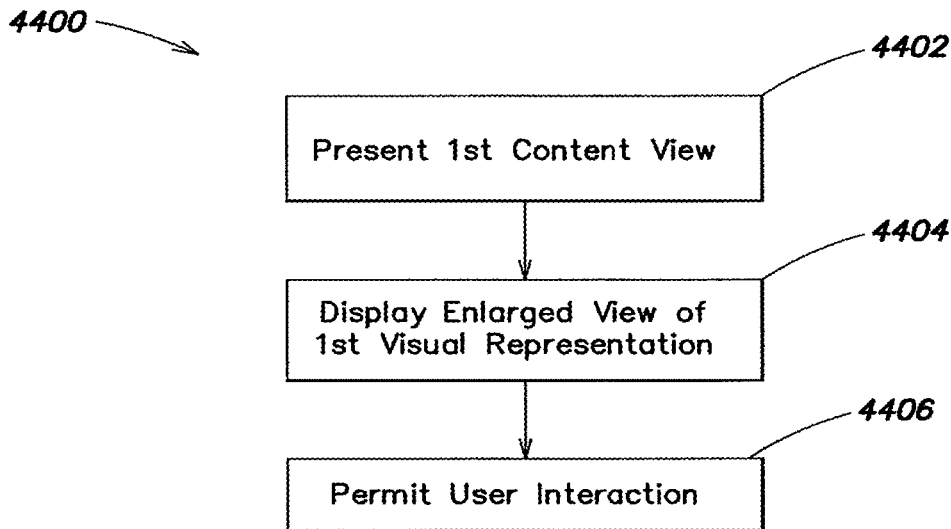 4400
4402
Present 1st Content View
4404
Display Enlarged View of
1st Visual Representation
4406
Permit User Interaction